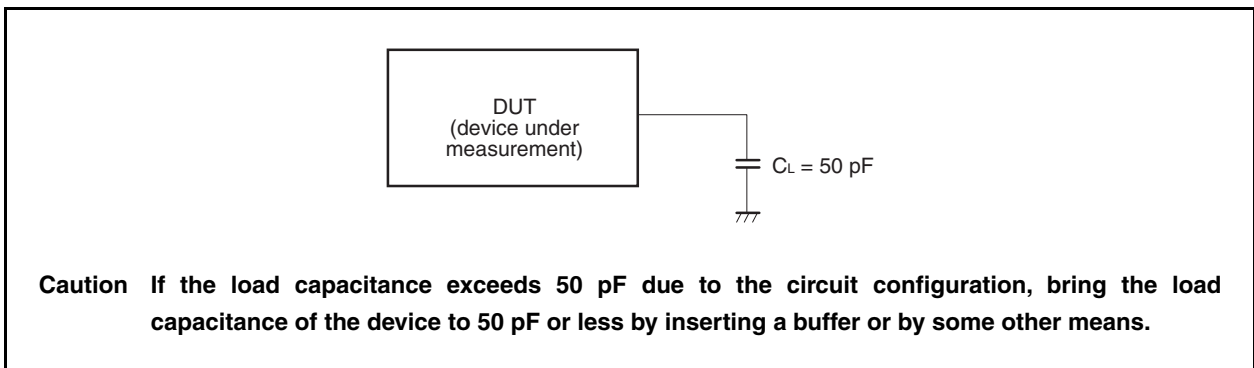 DUT
(device under
measurement)
CL = 50 pF
Caution If the load capacitance exceeds 50 pF due to the circuit configuration, bring the load
capacitance of the device to 50 pF or less by inserting a buffer or by some other means.